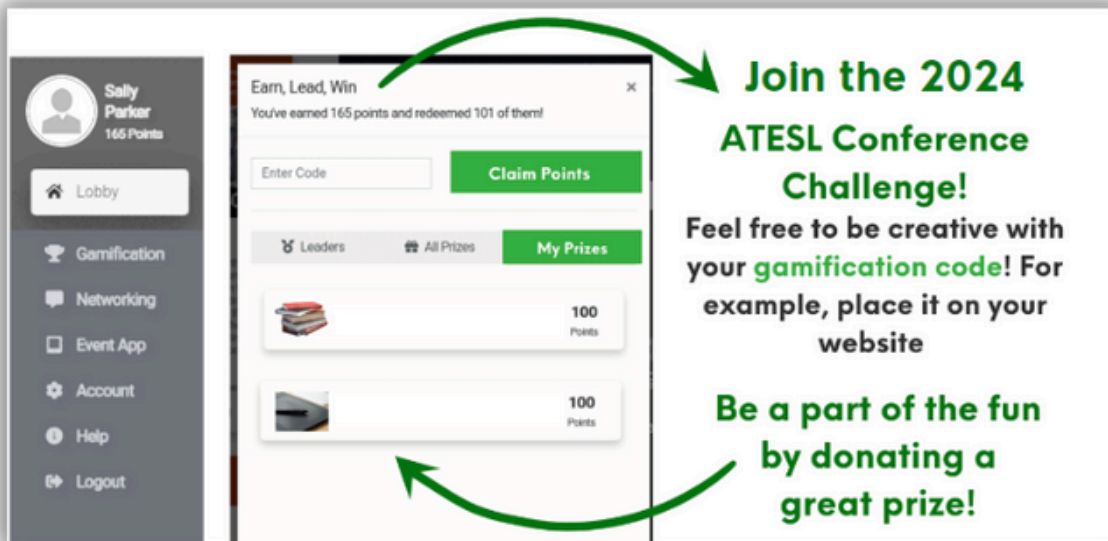 Sally
Parker
165 Points
Lobby
Gamification
Networking
Event App
Account
Help
Logout
Earn, Lead, Win
×
You've earned 165 points and redeemed 101 of them!
Enter Code
Claim Points
Leaders
All Prizes
My Prizes
100
Points
100
Points
Join the 2024
ATESL Conference
Challenge!
Feel free to be creative with
your gamification code! For
example, place it on your
website
Be a part of the fun
by donating a
great prize!